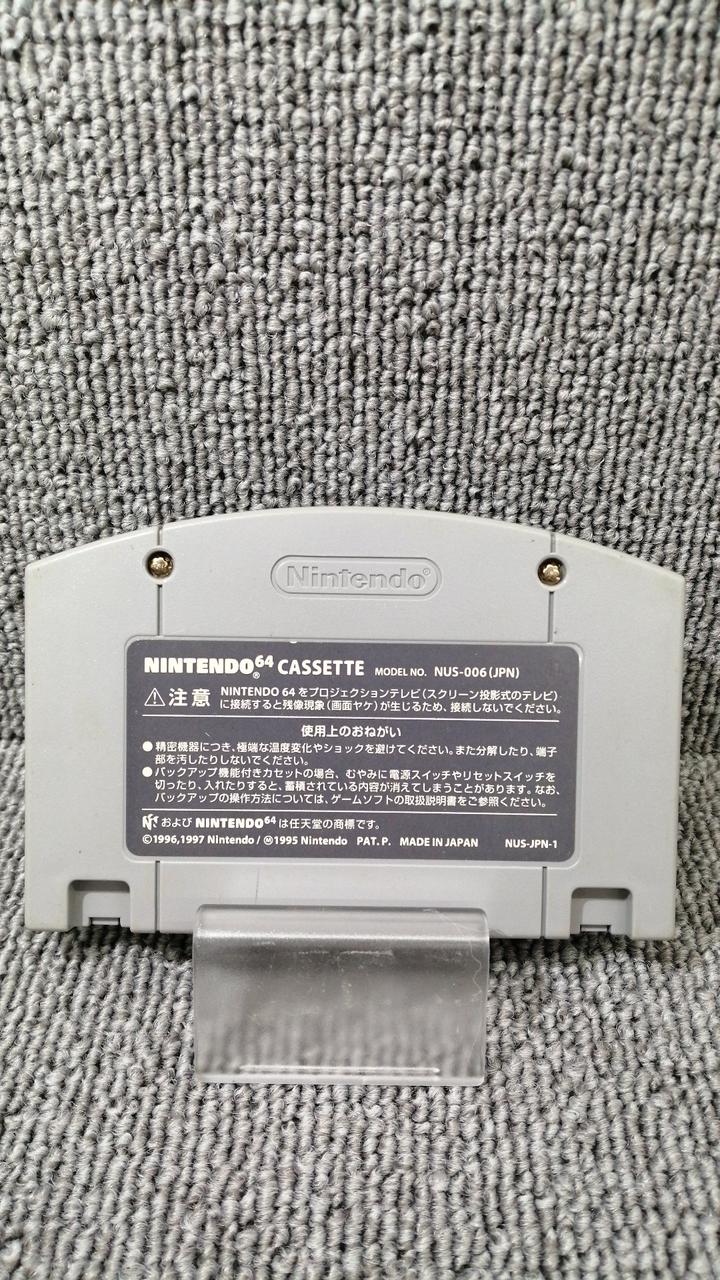 Nintendo®
NINTENDO®64 CASSETTE MODEL NO. NUS-006(JPN)
⚠注意 NINTENDO 64 をプロジェクションテレビ(スクリーン投影式のテレビ)
に接続すると残像現象(画面ヤケ)が生じるため、接続しないでください。
使用上のおねがい
●精密機器につき、極端な温度変化やショックを避けてください。また分解したり、端子
部を汚したりしないでください。
●バックアップ機能付きカセットの場合、むやみに電源スイッチやリセットスイッチを
切ったり、入れたりすると、蓄積されている内容が消えてしまうことがあります。なお、
バックアップの操作方法については、ゲームソフトの取扱説明書をご参照ください。
および NINTENDO64 は任天堂の商標です。
©1996,1997 Nintendo / Ⓜ1995 Nintendo PAT. P. MADE IN JAPAN NUS-JPN-1